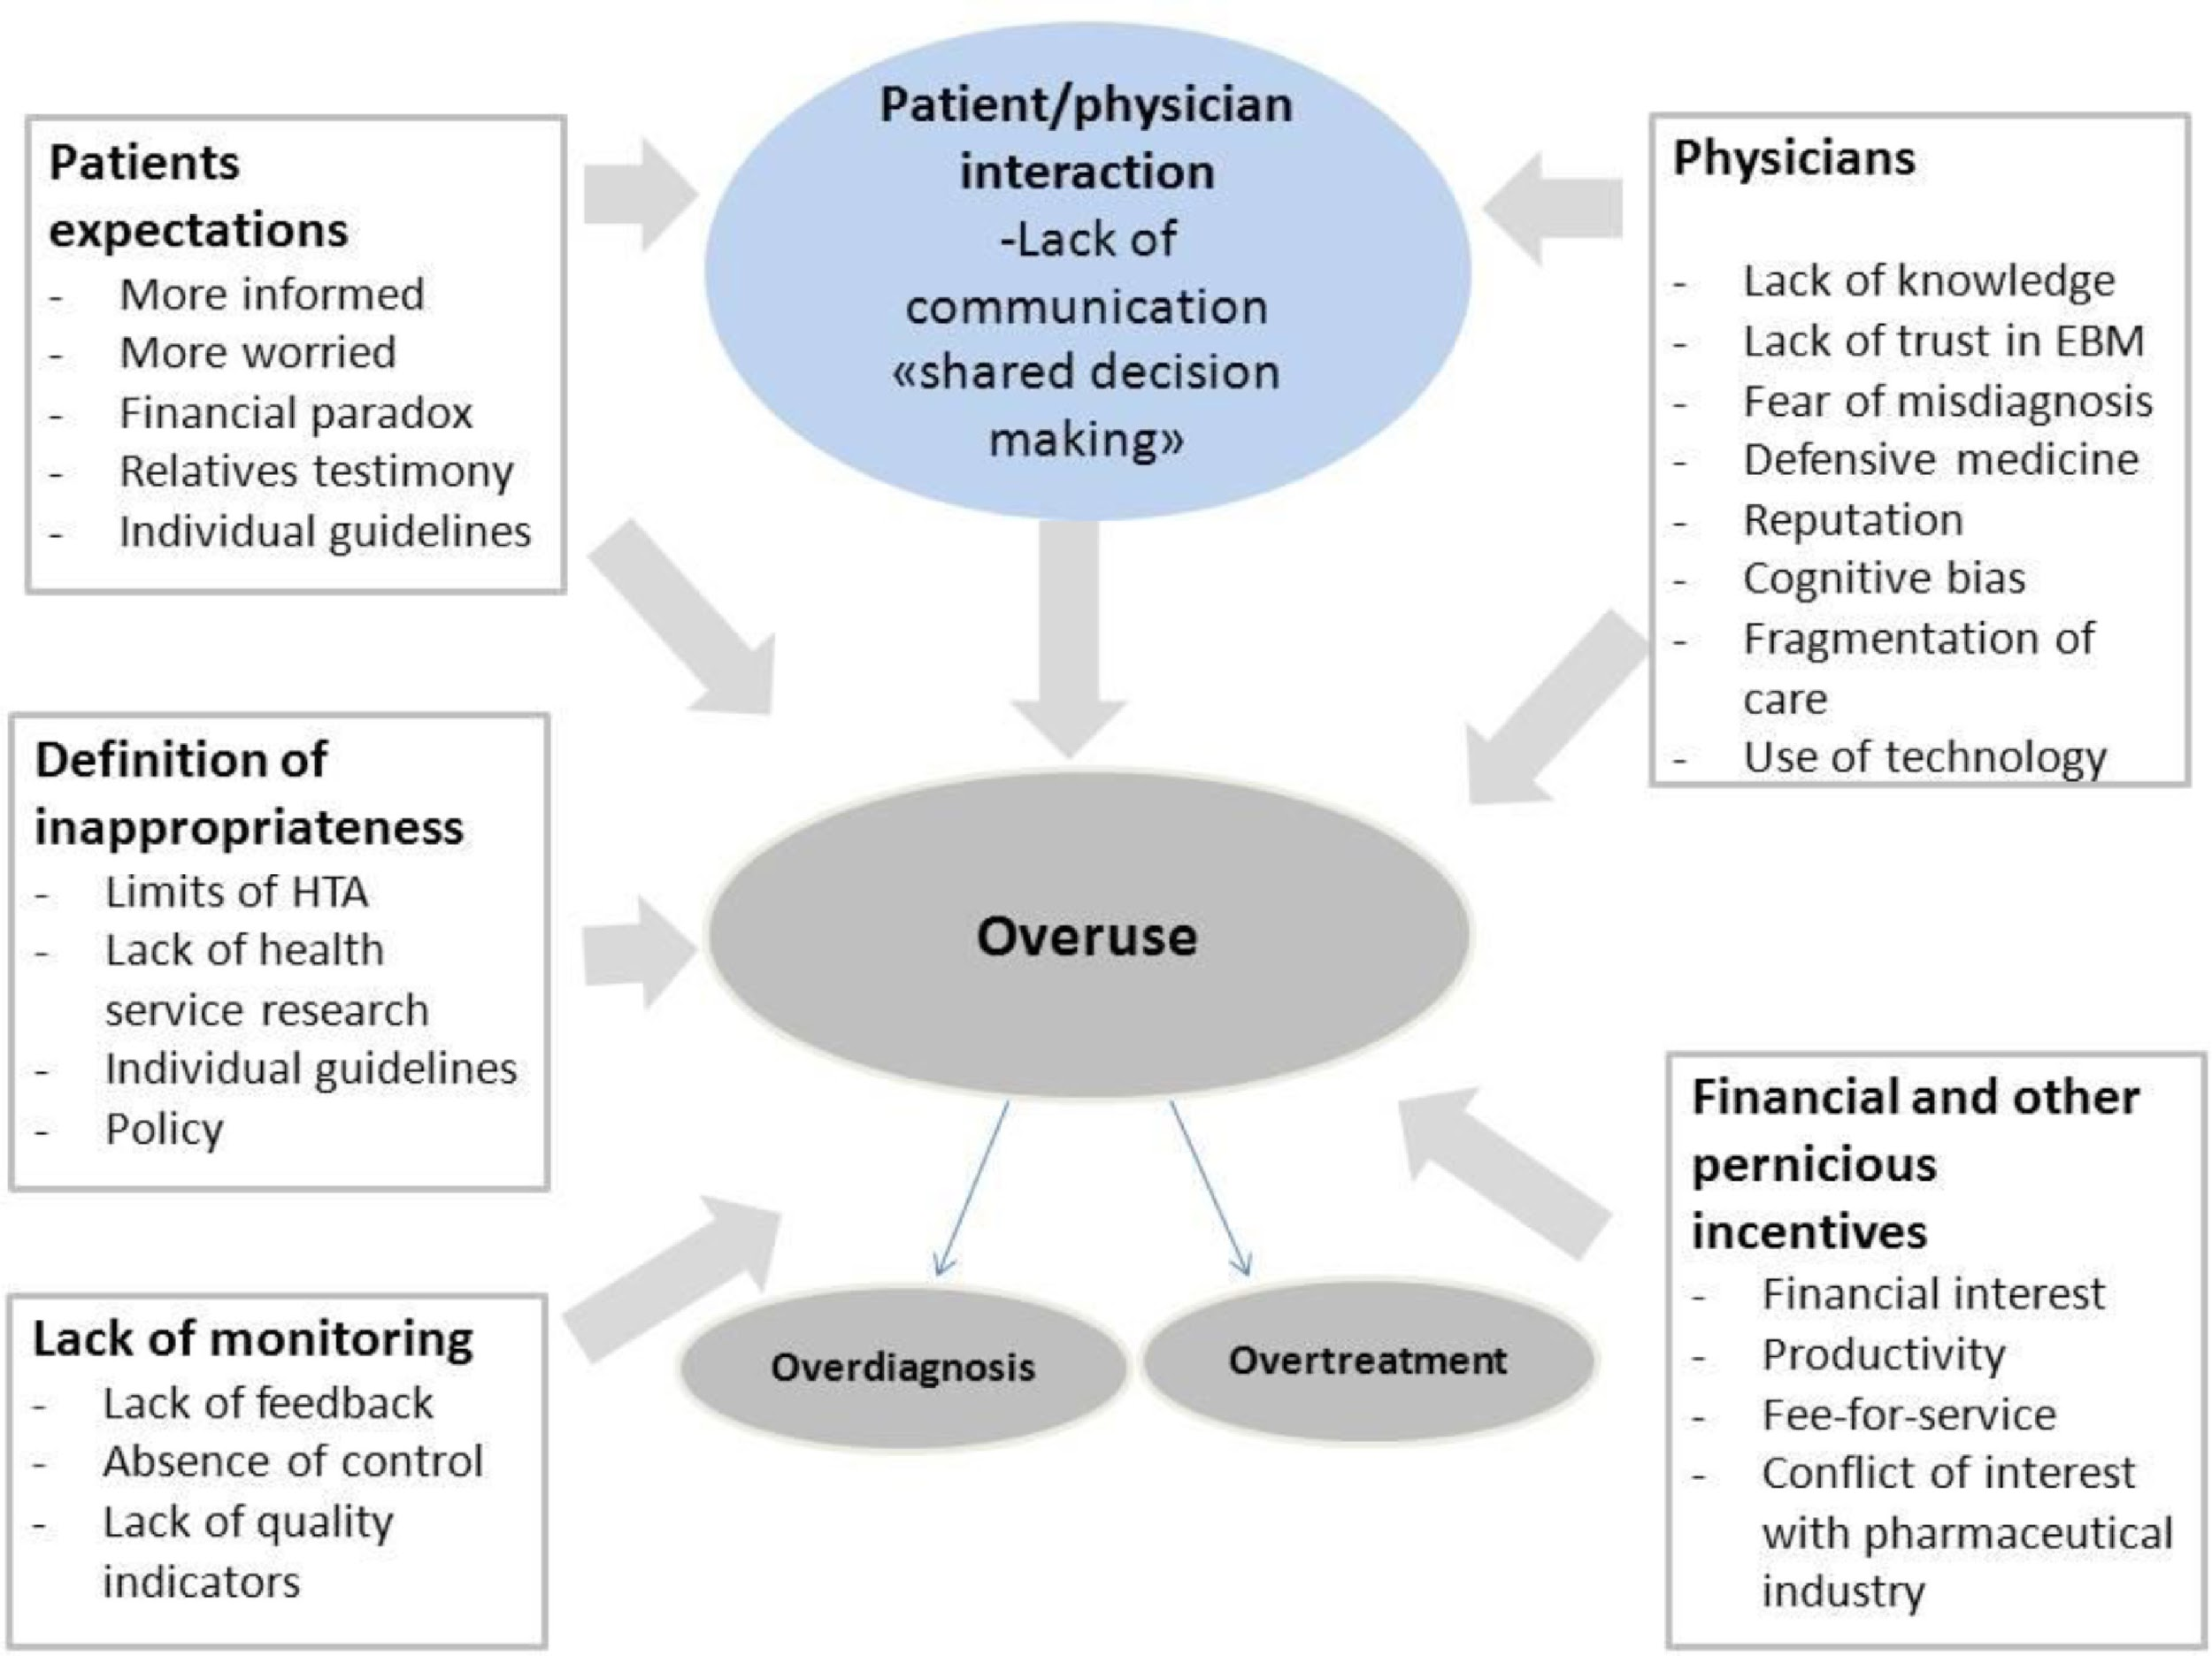 Patient/physician
interaction
-Lack of
communication
«shared decision
making»
Patients
expectations
- More informed
- More worried
- Financial paradox
- Relatives testimony
- Individual guidelines
Physicians
- Lack of knowledge
- Lack of trust in EBM
- Fear of misdiagnosis
- Defensive medicine
- Reputation
- Cognitive bias
- Fragmentation of
care
- Use of technology
Definition of
inappropriateness
- Limits of HTA
- Lack of health
service research
- Individual guidelines
- Policy
Overuse
Lack of monitoring
- Lack of feedback
- Absence of control
- Lack of quality
indicators
Overdiagnosis
Overtreatment
Financial and other
pernicious
incentives
- Financial interest
- Productivity
- Fee-for-service
- Conflict of interest
with pharmaceutical
industry